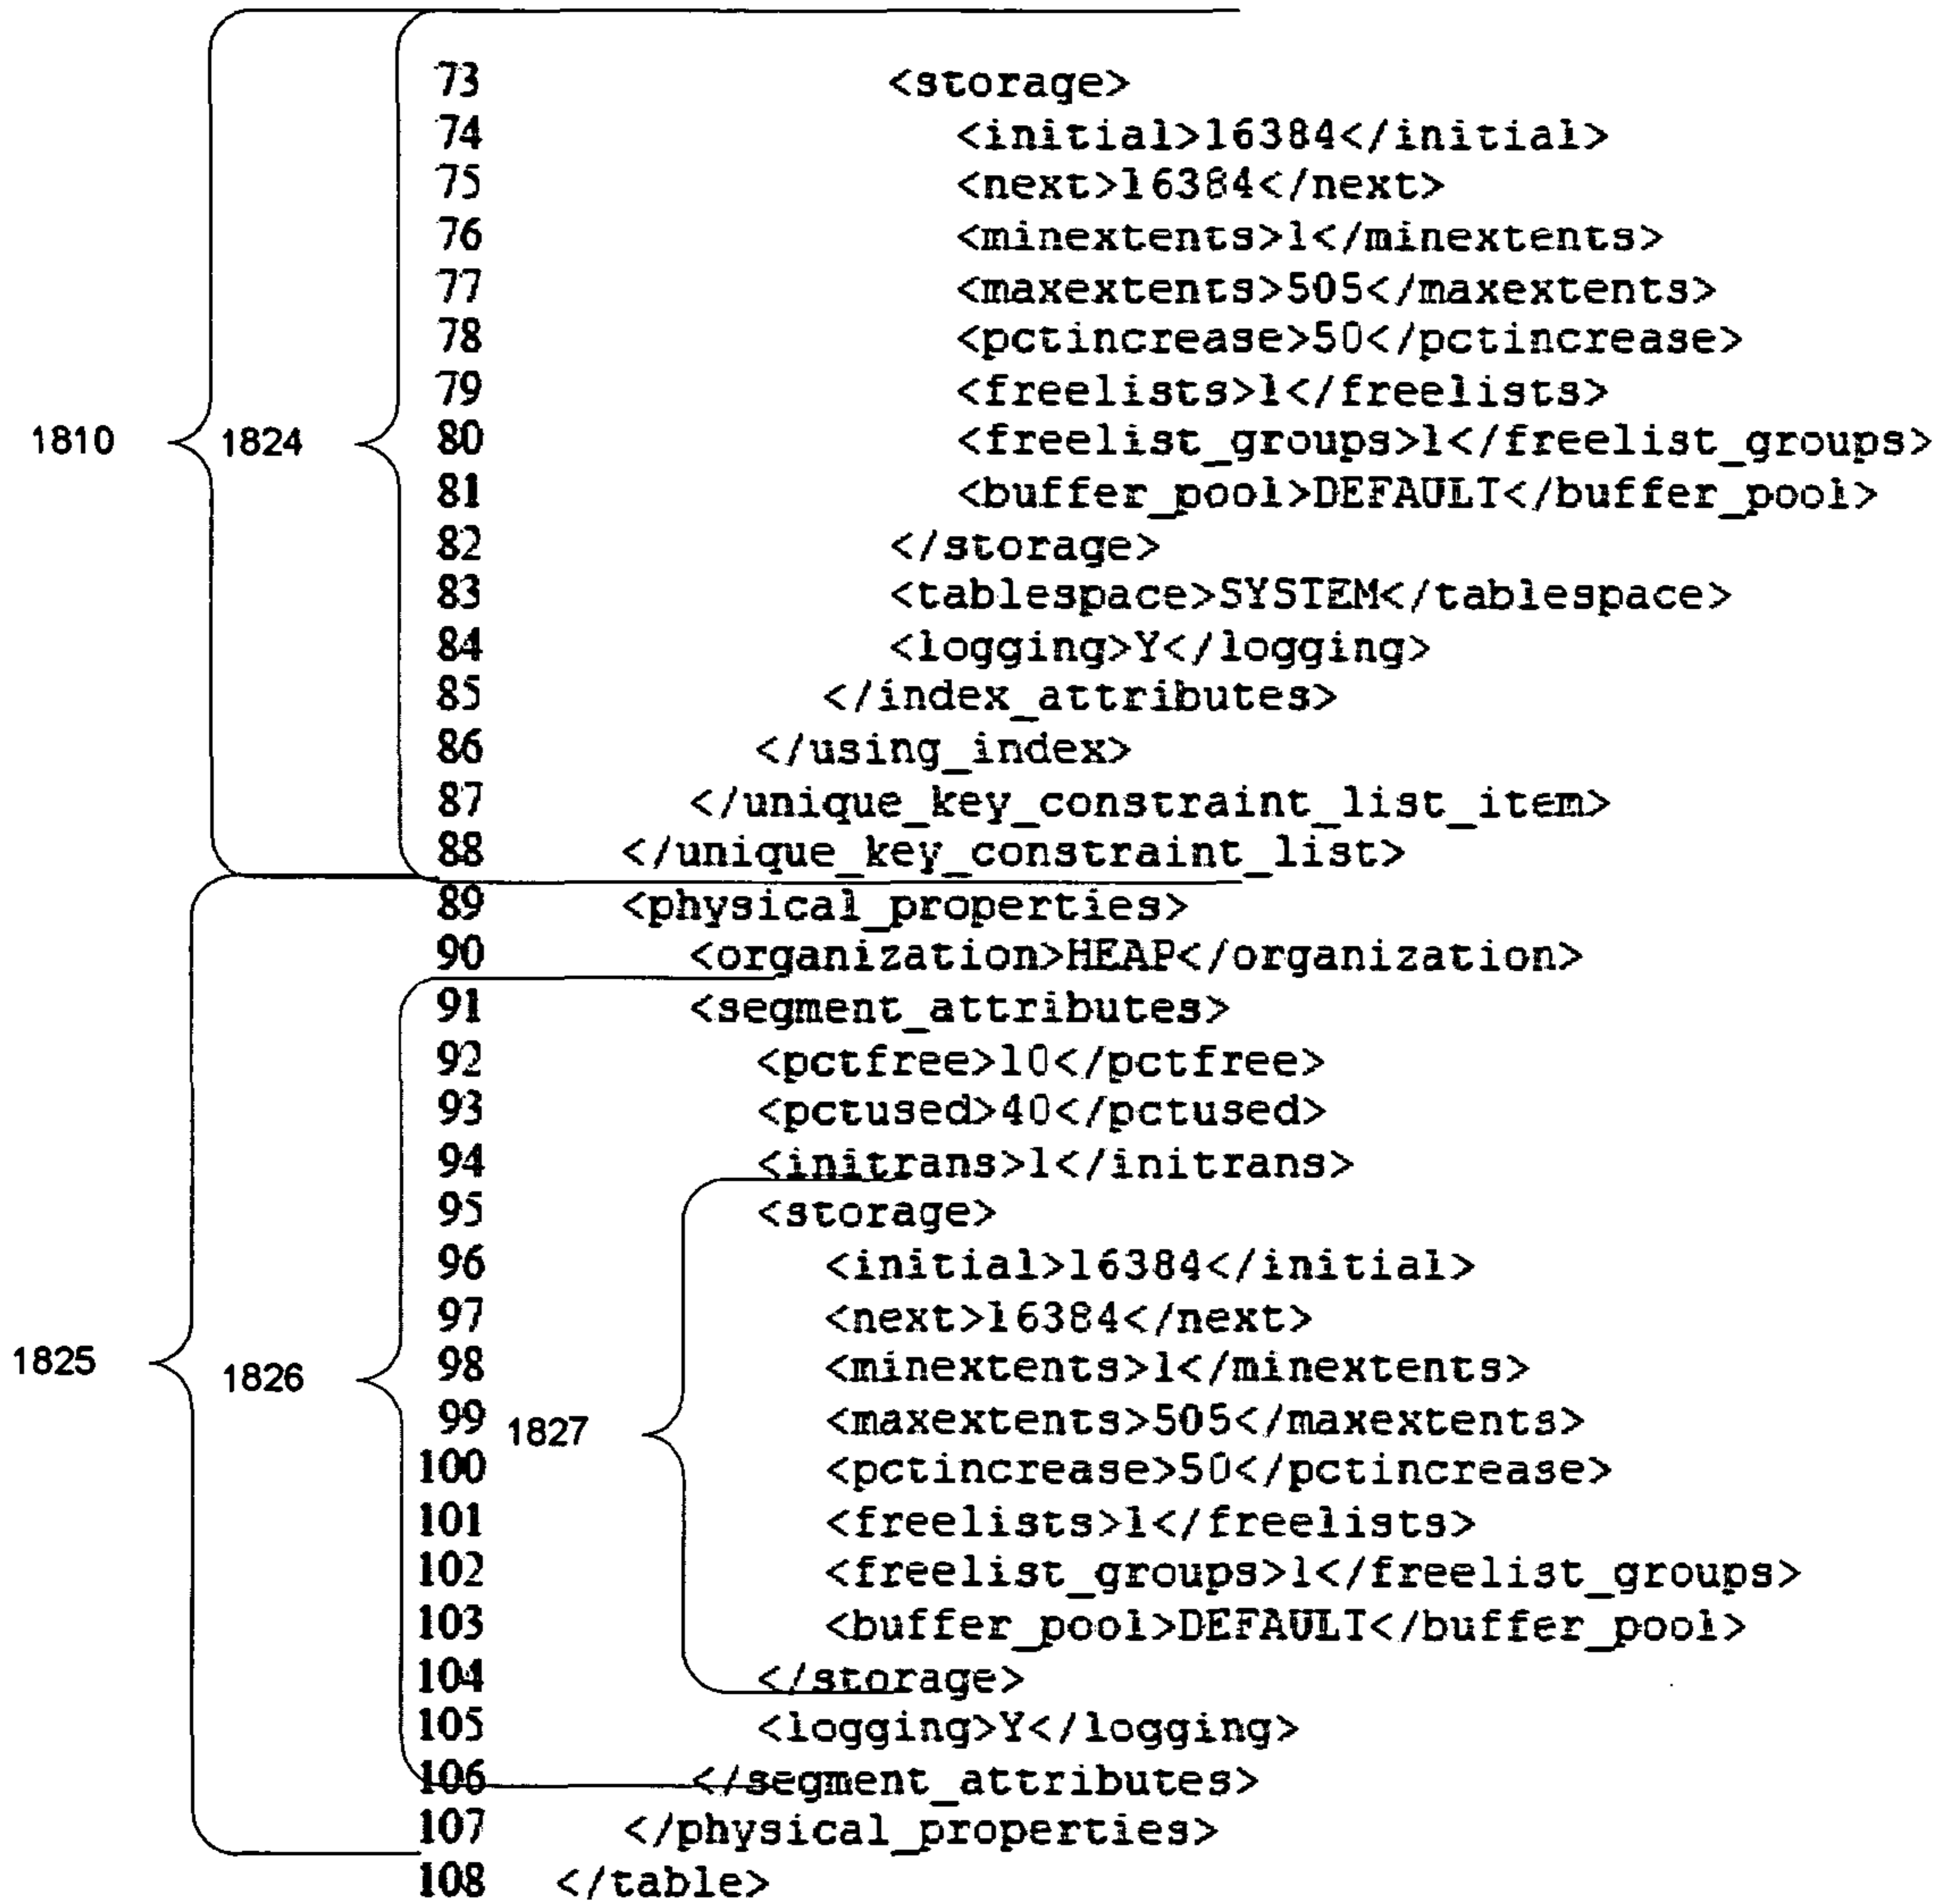 73 <storage>
74 <initial>16384</initial>
75 <next>16384</next>
76 <minextents>1</minextents>
77 <maxextents>505</maxextents>
78 <pctincrease>50</pctincrease>
79 <freelists>1</freelists>
1810 1824 80 <freelist_groups>1</freelist_groups>
81 <buffer_pool>DEFAULT</buffer_pool>
82 </storage>
83 <tablespace>SYSTEM</tablespace>
84 <logging>Y</logging>
85 </index_attributes>
86 </using_index>
87 </unique_key_constraint_list_item>
88 </unique_key_constraint_list>
89 <physical_properties>
90 <organization>HEAP</organization>
91 <segment_attributes>
92 <pctfree>10</pctfree>
93 <pctused>40</pctused>
94 <initrans>1</initrans>
95 <storage>
96 <initial>16384</initial>
97 <next>16384</next>
1825 1826 98 <minextents>1</minextents>
99 1827 <maxextents>505</maxextents>
100 <pctincrease>50</pctincrease>
101 <freelists>1</freelists>
102 <freelist_groups>1</freelist_groups>
103 <buffer_pool>DEFAULT</buffer_pool>
104 </storage>
105 <logging>Y</logging>
106 </segment_attributes>
107 </physical_properties>
108 </table>